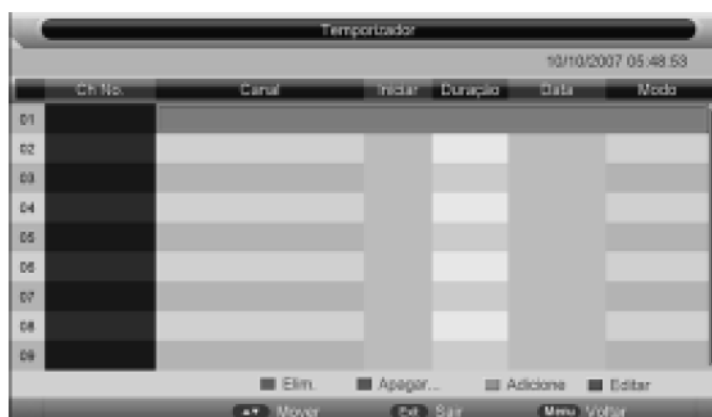 Temporizador
10/10/2007 05:48:53
Ch No. Canal Iniciar Duração Data Modo
01
02
03
04
05
06
07
08
09
Elim. Apagar... Adicione Editar
Mover Exit Sair Menu Voltar